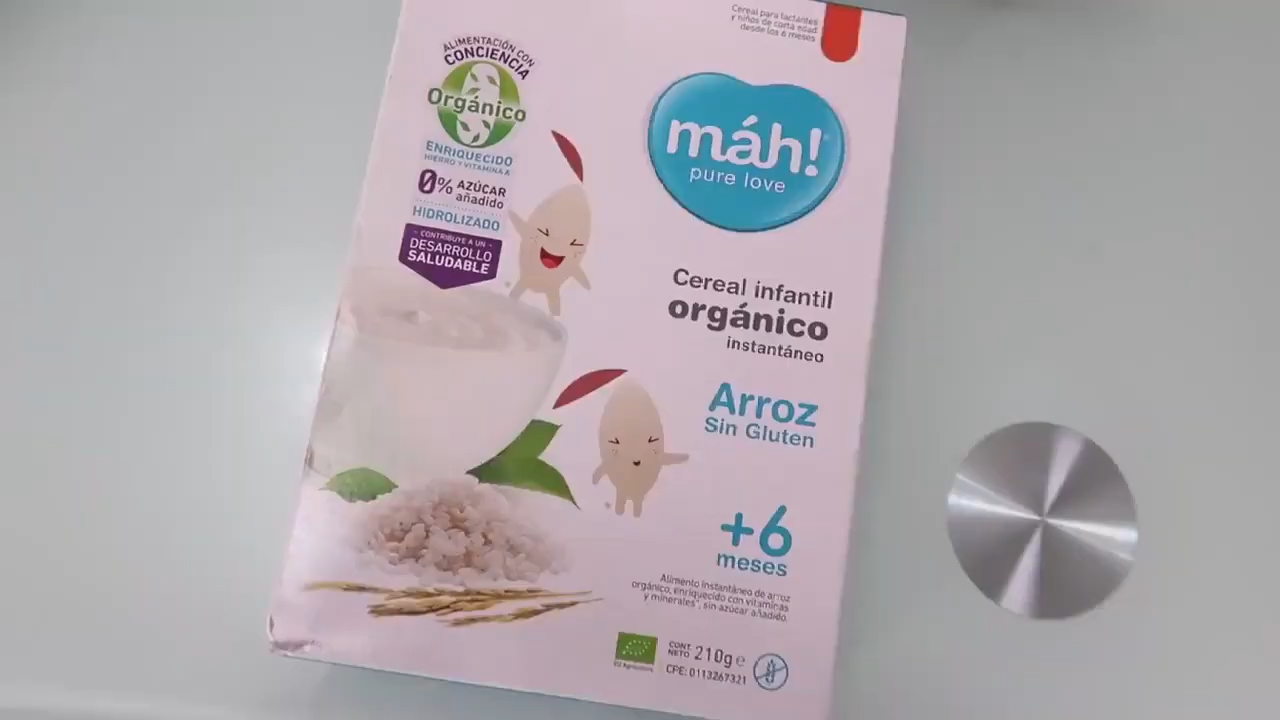 Cereal para lactantes
y niños de corta edad
desde los 6 meses
ALIMENTACIÓN CON
CONCIENCIA
Orgánico
ENRIQUECIDO
HIERRO Y VITAMINA A
0% AZÚCAR
añadido
HIDROLIZADO
- CONTRIBUYE A UN -
DESARROLLO
SALUDABLE
máh!
pure love
Cereal infantil
orgánico
instantáneo
Arroz
Sin Gluten
+6
meses
Alimento instantáneo de arroz
orgánico, enriquecido con vitaminas
y minerales*, sin azúcar añadido.
CONT.
NETO 210g e
CPE: 0113267321